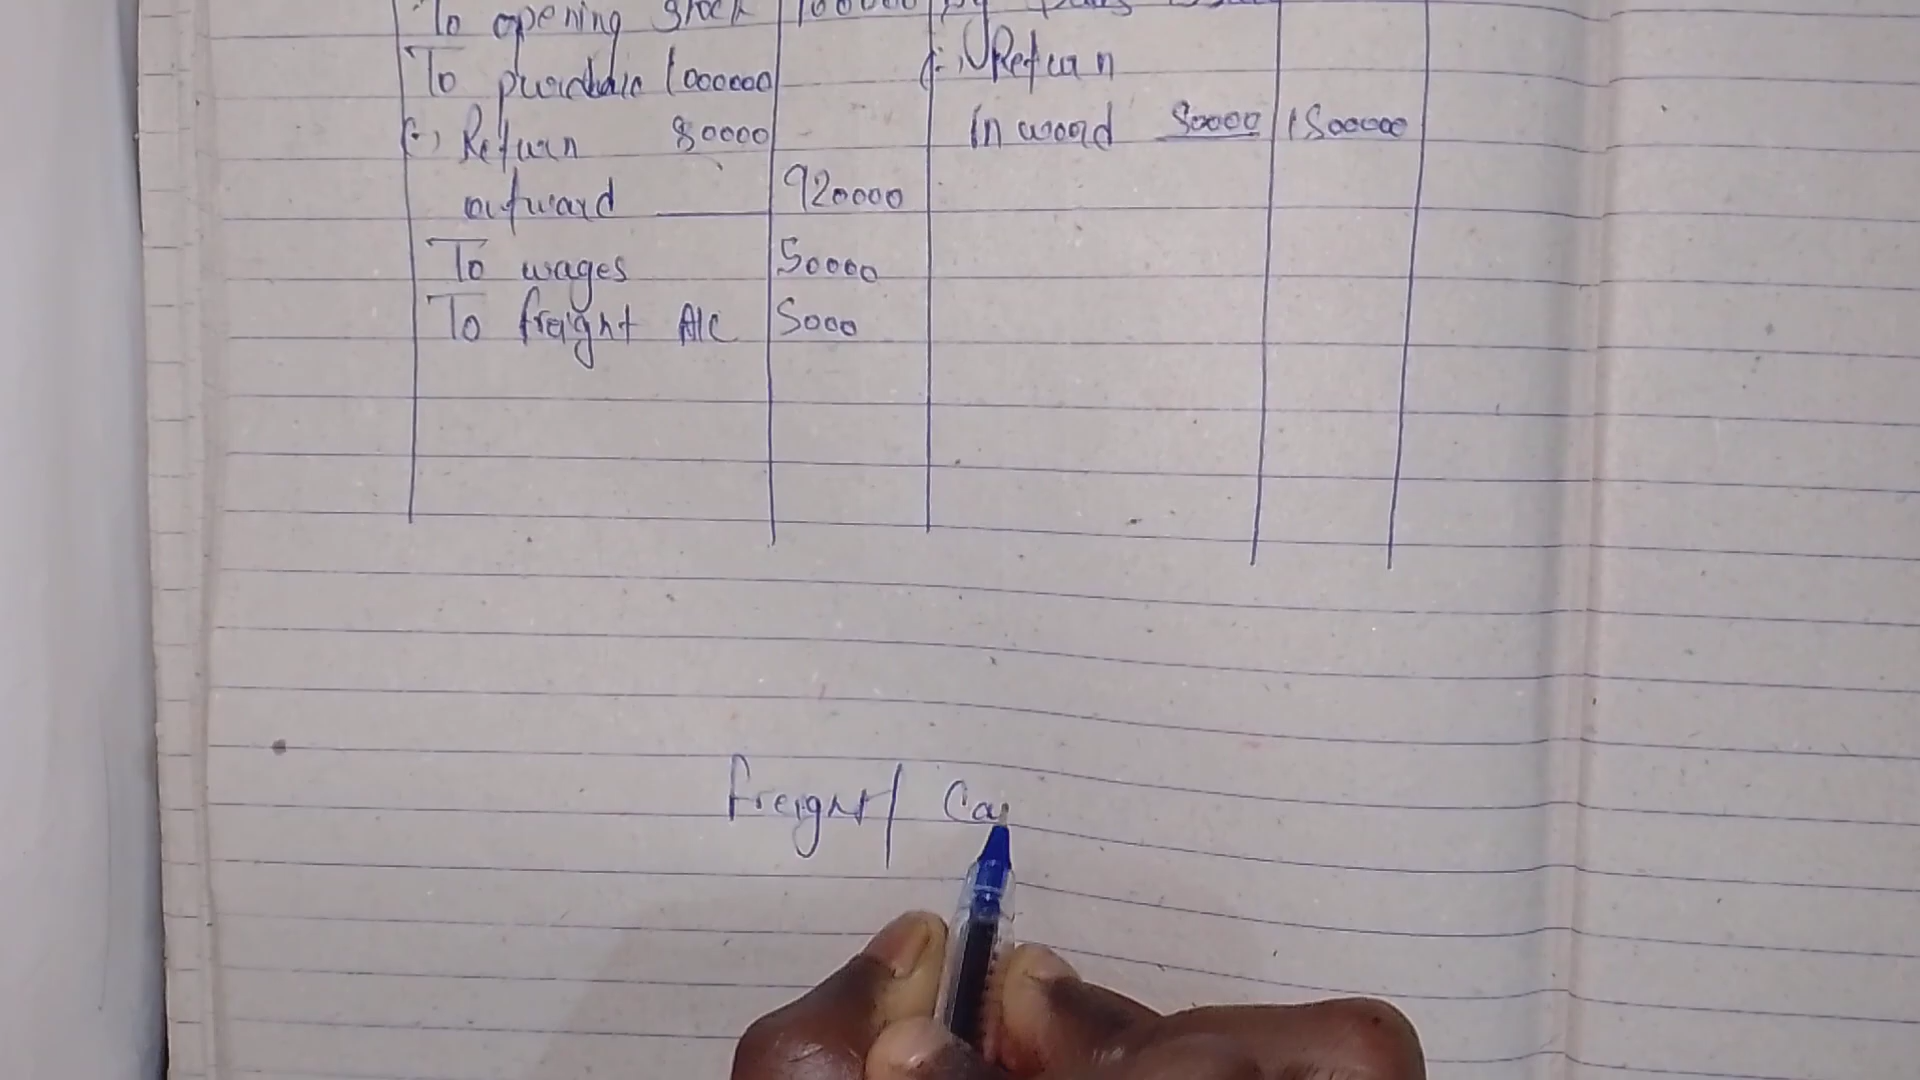 To opening stock 100000
To purchase 1000000
(-) Return 80000
outward 920000
To wages 50000
To freight A/C 5000
(-) Return
inward 50000 1500000
freight/ Ca